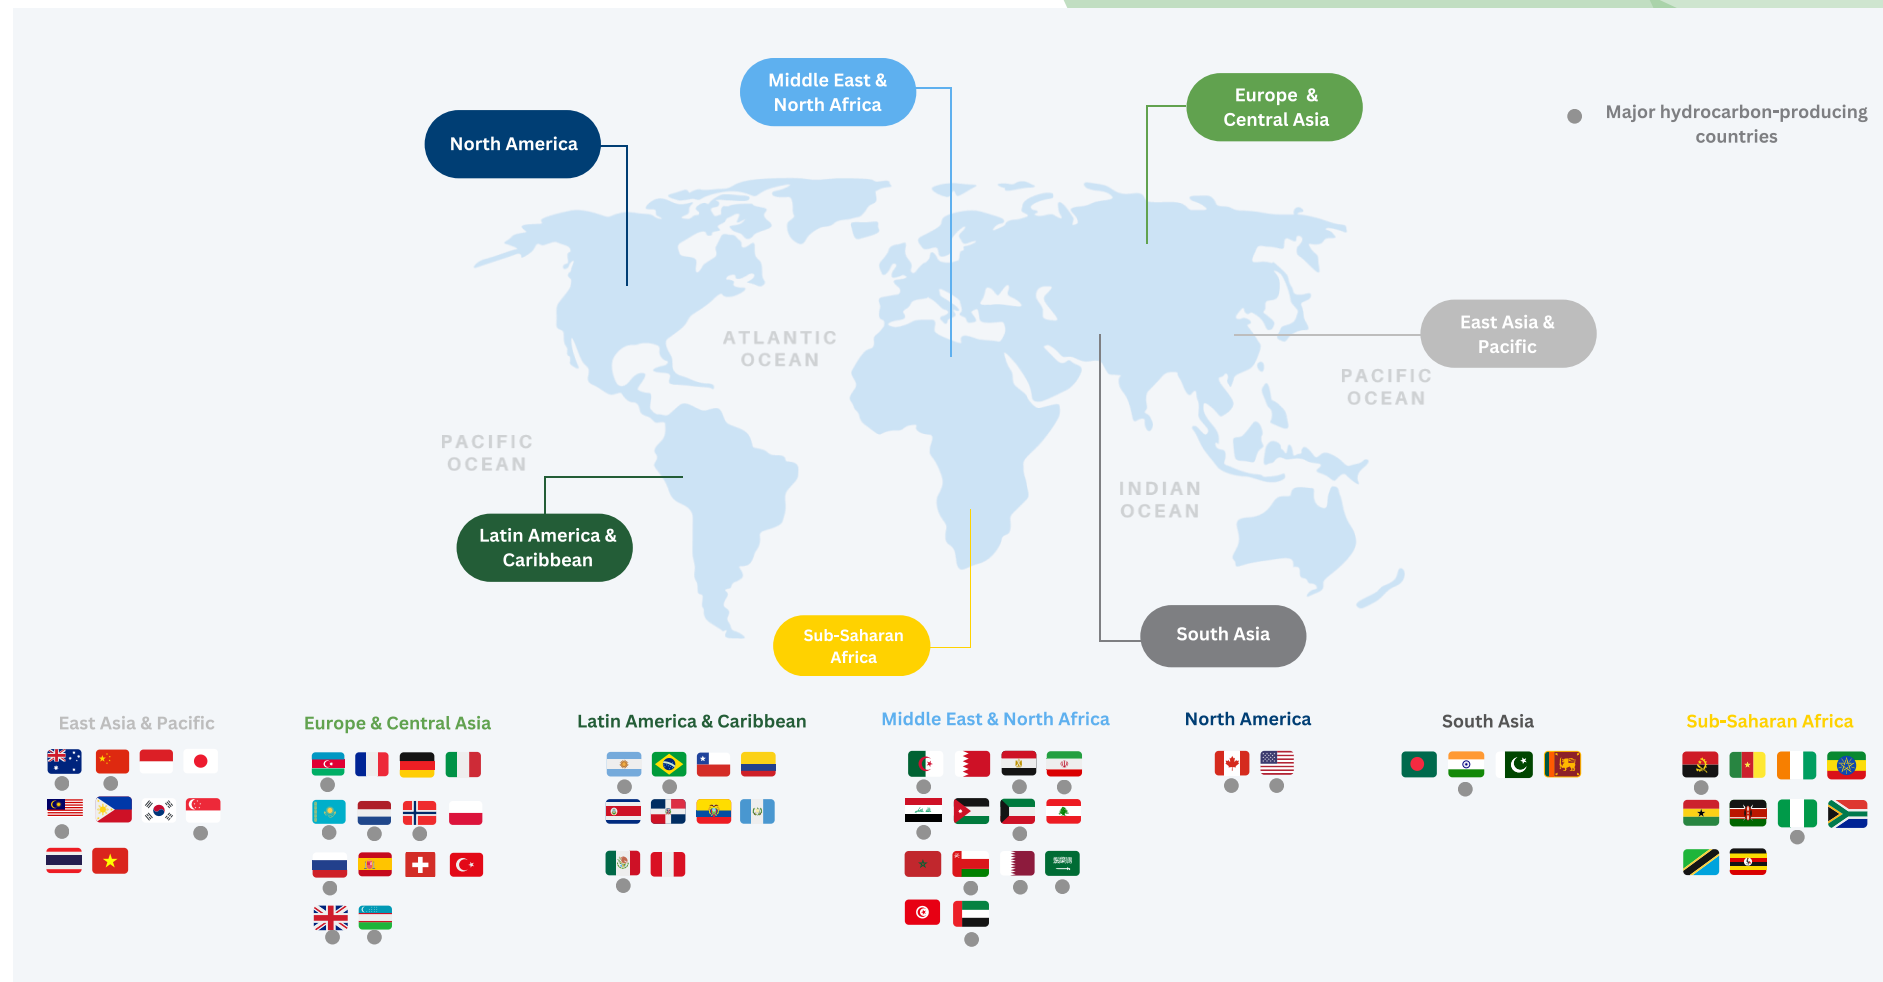 Middle East &
North Africa
Europe &
Central Asia
Major hydrocarbon-producing
countries
North America
East Asia &
Pacific
ATLANTIC
OCEAN
PACIFIC
OCEAN
PACIFIC
OCEAN
INDIAN
OCEAN
Latin America &
Caribbean
Sub-Saharan
Africa
South Asia
East Asia & Pacific
Europe & Central Asia
Latin America & Caribbean
Middle East & North Africa
North America
South Asia
Sub-Saharan Africa